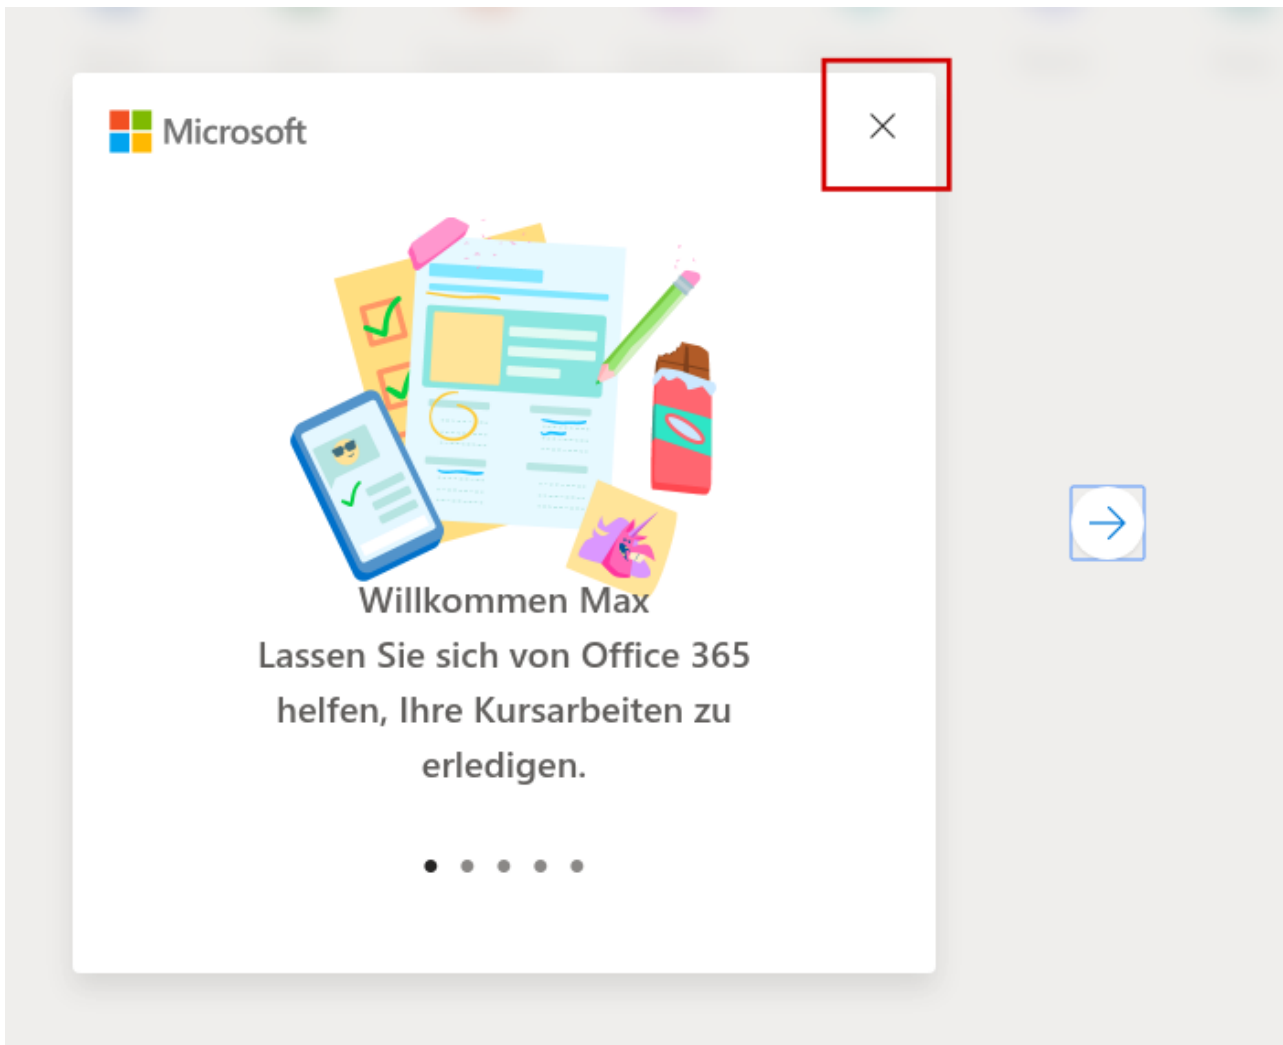 Microsoft
Willkommen Max
Lassen Sie sich von Office 365
helfen, Ihre Kursarbeiten zu
erledigen.